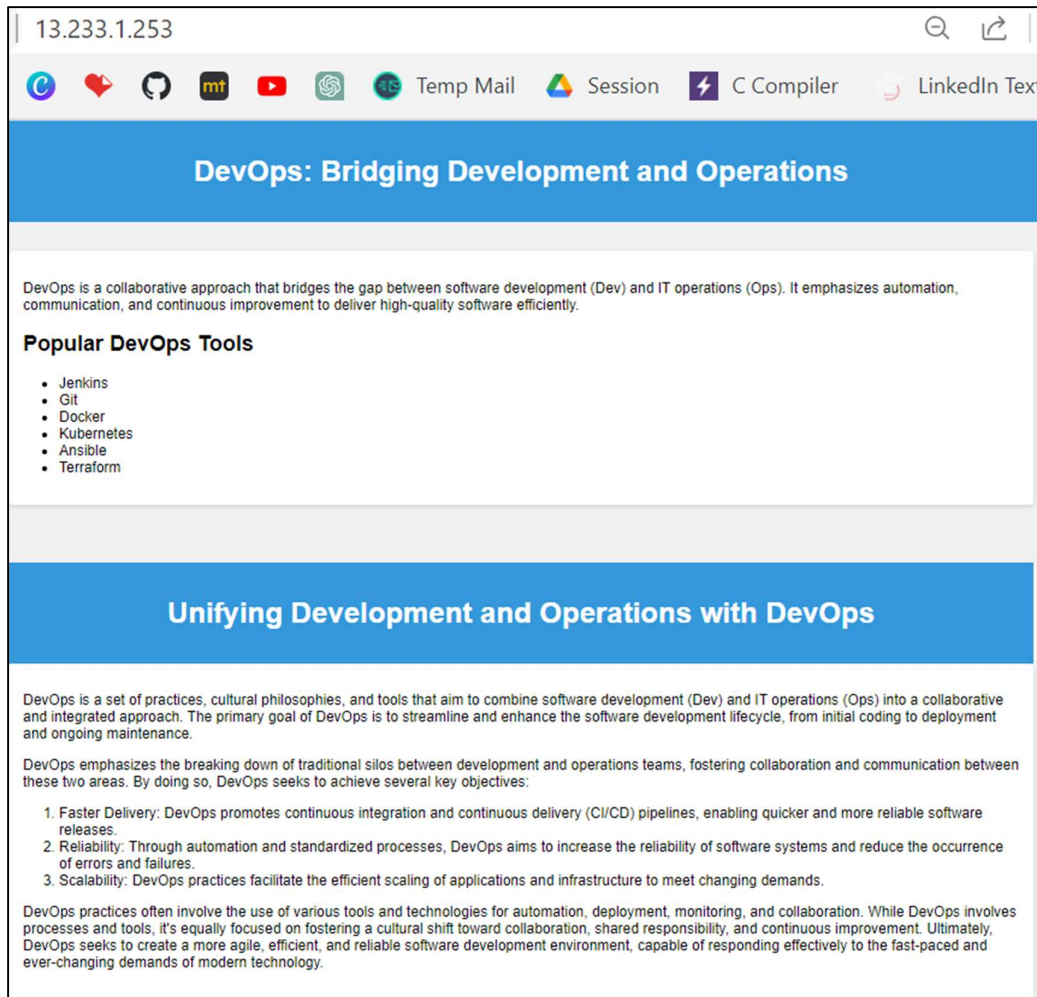 13.233.1.253
mt Temp Mail Session C Compiler LinkedIn Tex
DevOps: Bridging Development and Operations
DevOps is a collaborative approach that bridges the gap between software development (Dev) and IT operations (Ops). It emphasizes automation,
communication, and continuous improvement to deliver high-quality software efficiently.
Popular DevOps Tools
• Jenkins
• Git
• Docker
• Kubernetes
• Ansible
• Terraform
Unifying Development and Operations with DevOps
DevOps is a set of practices, cultural philosophies, and tools that aim to combine software development (Dev) and IT operations (Ops) into a collaborative
and integrated approach. The primary goal of DevOps is to streamline and enhance the software development lifecycle, from initial coding to deployment
and ongoing maintenance.
DevOps emphasizes the breaking down of traditional silos between development and operations teams, fostering collaboration and communication between
these two areas. By doing so, DevOps seeks to achieve several key objectives:
1. Faster Delivery: DevOps promotes continuous integration and continuous delivery (CI/CD) pipelines, enabling quicker and more reliable software
releases.
2. Reliability: Through automation and standardized processes, DevOps aims to increase the reliability of software systems and reduce the occurrence
of errors and failures.
3. Scalability: DevOps practices facilitate the efficient scaling of applications and infrastructure to meet changing demands.
DevOps practices often involve the use of various tools and technologies for automation, deployment, monitoring, and collaboration. While DevOps involves
processes and tools, it's equally focused on fostering a cultural shift toward collaboration, shared responsibility, and continuous improvement. Ultimately,
DevOps seeks to create a more agile, efficient, and reliable software development environment, capable of responding effectively to the fast-paced and
ever-changing demands of modern technology.